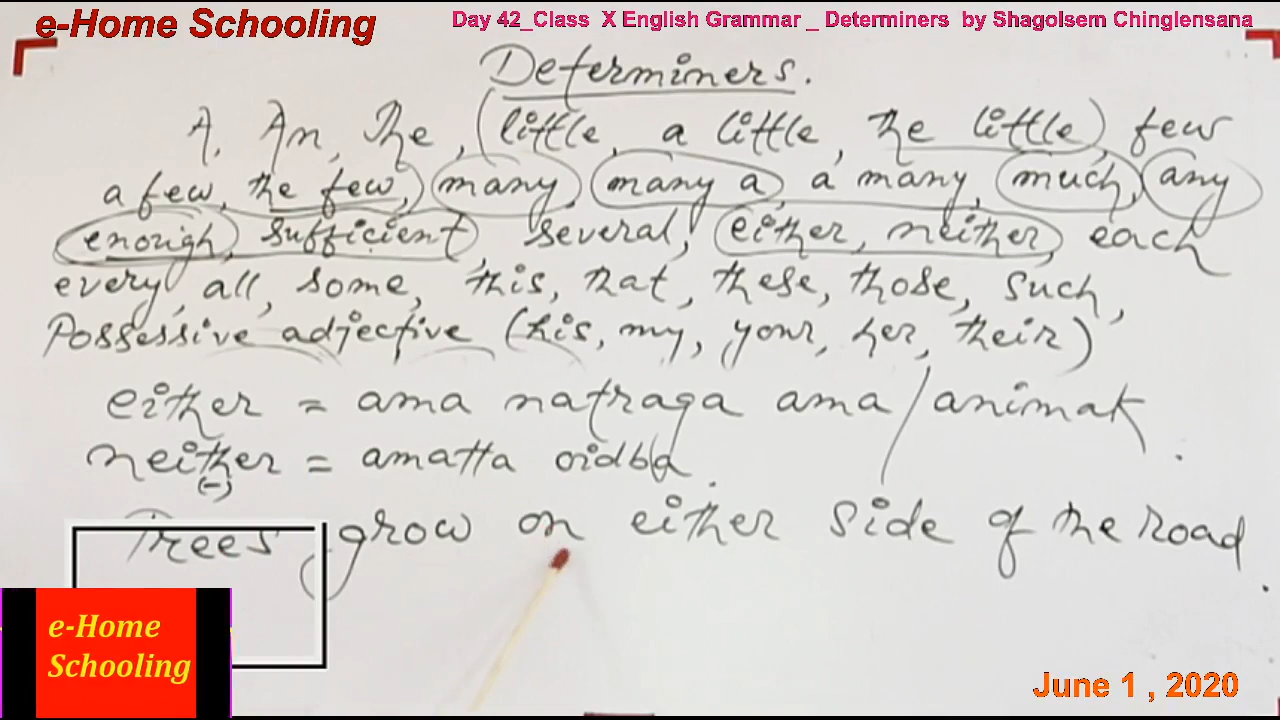 e-Home Schooling
Day 42_Class X English Grammar _ Determiners by Shagolsem Chinglensana
Determiners.
A, An, The, (little, a little, the little) few
a few, the few,) many, many a, a many, much, any
enough, sufficient, several, either, neither, each
every, all, some, this, that, these, those, such,
Possessive adjective (his, my, your, her, their)
either = ama natraga ama / animak
neither = amatta oidba.
(-)
Trees grow on either side of the road.
e-Home
Schooling
June 1 , 2020